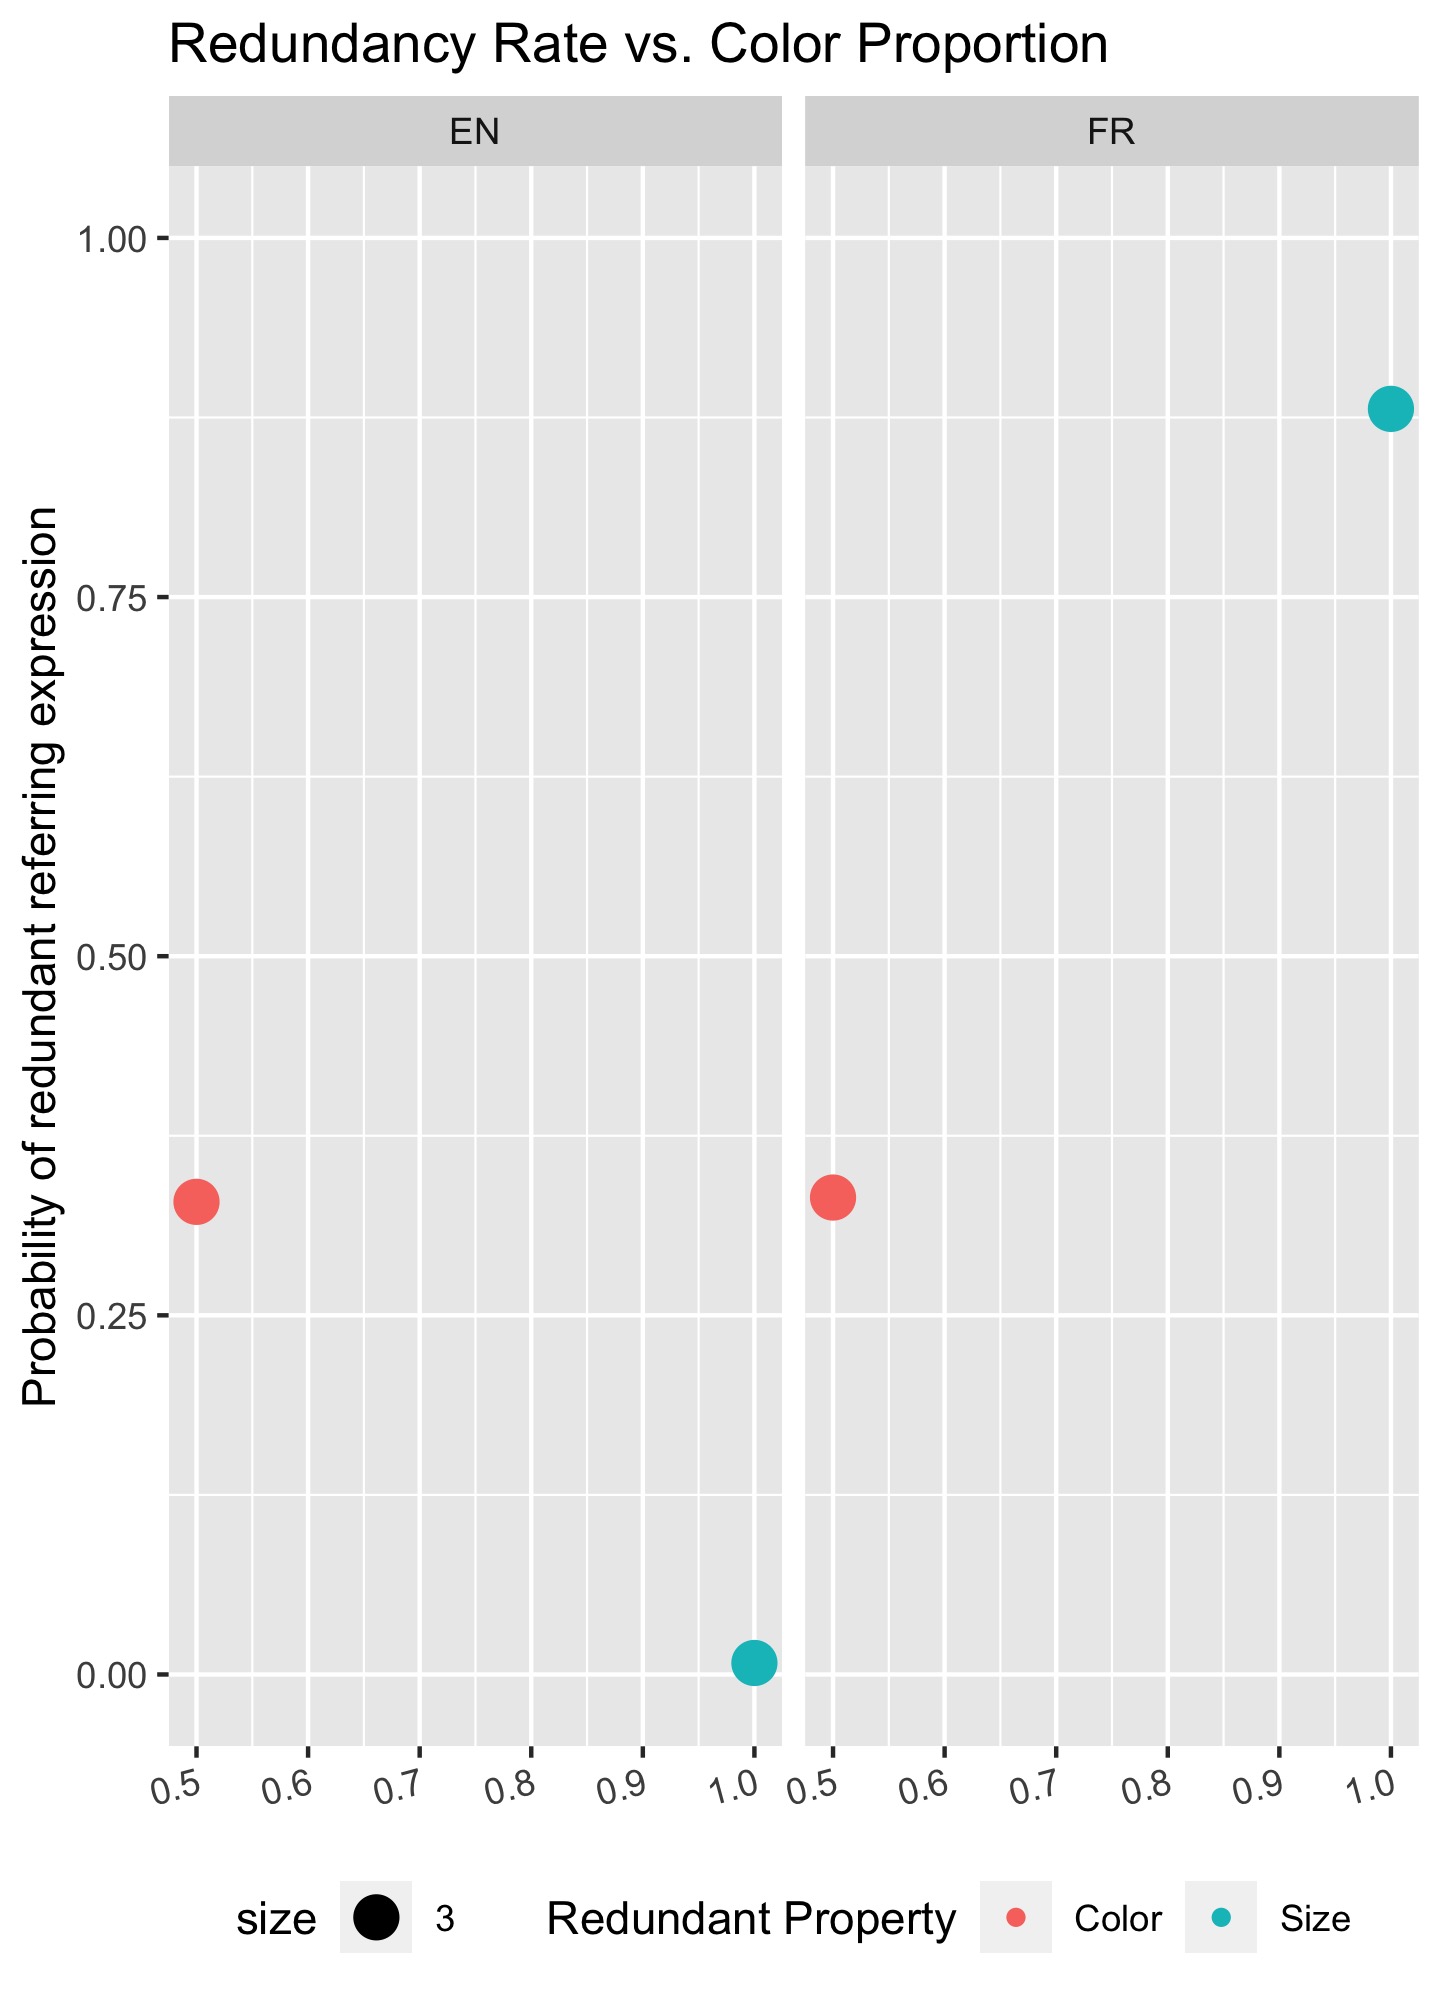 Redundancy Rate vs. Color Proportion
EN
FR
Probability of redundant referring expression
1.00
0.75
0.50
0.25
0.00
0.5 0.6 0.7 0.8 0.9 1.0 0.5 0.6 0.7 0.8 0.9 1.0
size 3 Redundant Property Color Size